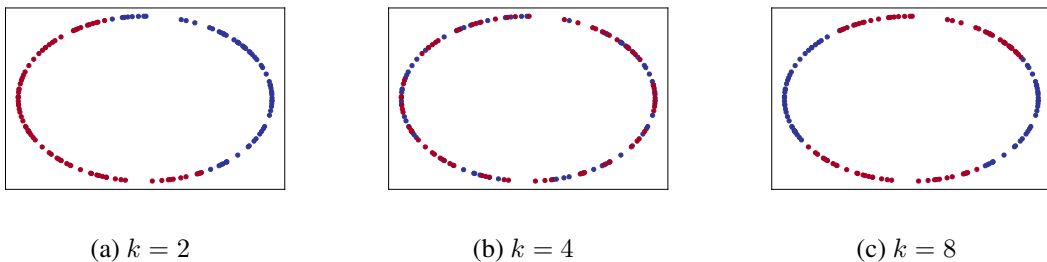 (a) k = 2
(b) k = 4
(c) k = 8